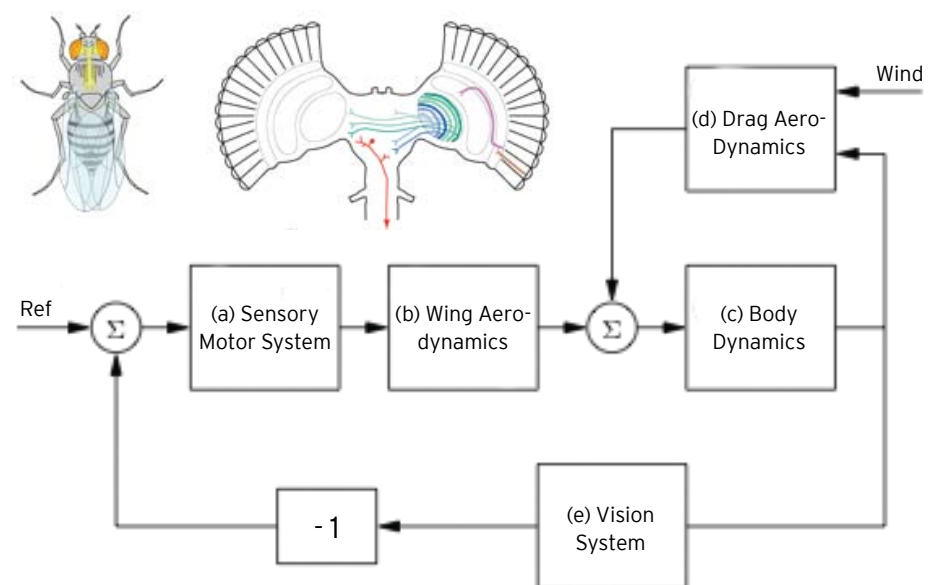 Wind
(d) Drag Aero-
Dynamics
Ref
Σ
(a) Sensory
Motor System
(b) Wing Aero-
dynamics
Σ
(c) Body
Dynamics
-1
(e) Vision
System